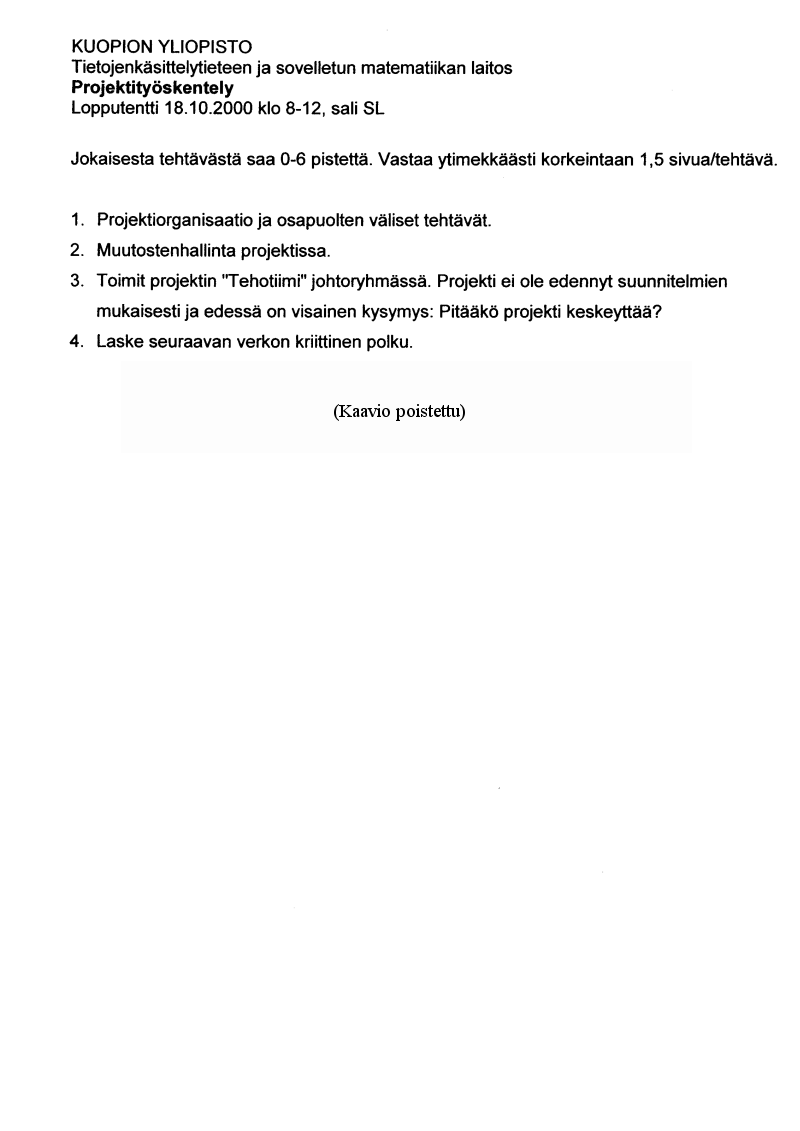 KUOPION YLIOPISTO
Tietojenkäsittelytieteen ja sovelletun matematiikan laitos
Projektityöskentely
Lopputentti 18.10.2000 klo 8-12, sali SL
Jokaisesta tehtävästä saa 0-6 pistettä. Vastaa ytimekkäästi korkeintaan 1,5 sivua/tehtävä.
1. Projektiorganisaatio ja osapuolten väliset tehtävät.
2. Muutostenhallinta projektissa.
3. Toimit projektin "Tehotiimi" johtoryhmässä. Projekti ei ole edennyt suunnitelmien
mukaisesti ja edessä on visainen kysymys: Pitääkö projekti keskeyttää?
4. Laske seuraavan verkon kriittinen polku.
(Kaavio poistettu)